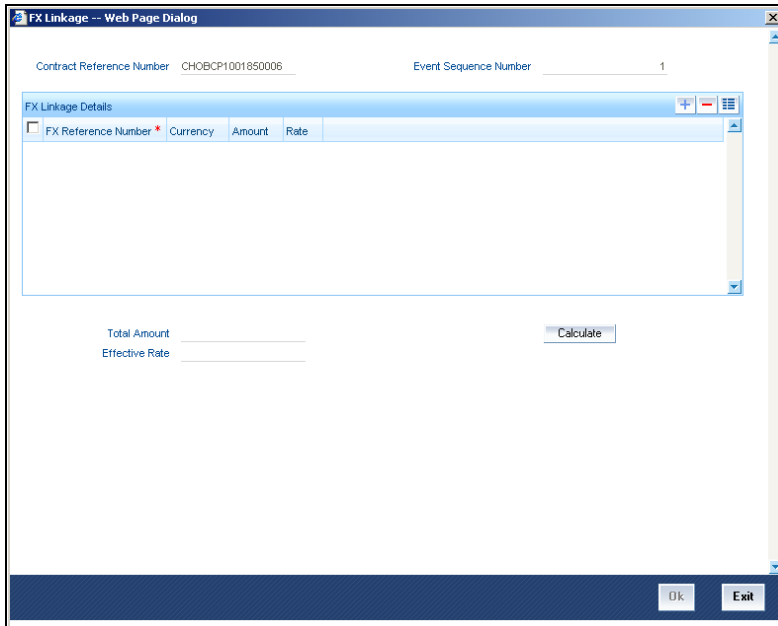 FX Linkage -- Web Page Dialog
Contract Reference Number CHOBCP1001850006 Event Sequence Number 1
FX Linkage Details
FX Reference Number * Currency Amount Rate
Total Amount Calculate
Effective Rate
Ok Exit